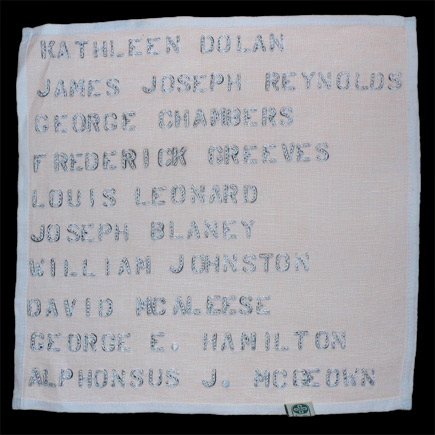 KATHLEEN DOLAN
JAMES JOSEPH REYNOLDS
GEORGE CHAMBERS
FREDERICK GREEVES
LOUIS LEONARD
JOSEPH BLANEY
WILLIAM JOHNSTON
DAVID MCALEESE
GEORGE E. HAMILTON
ALPHONSUS J. MCGEOWN